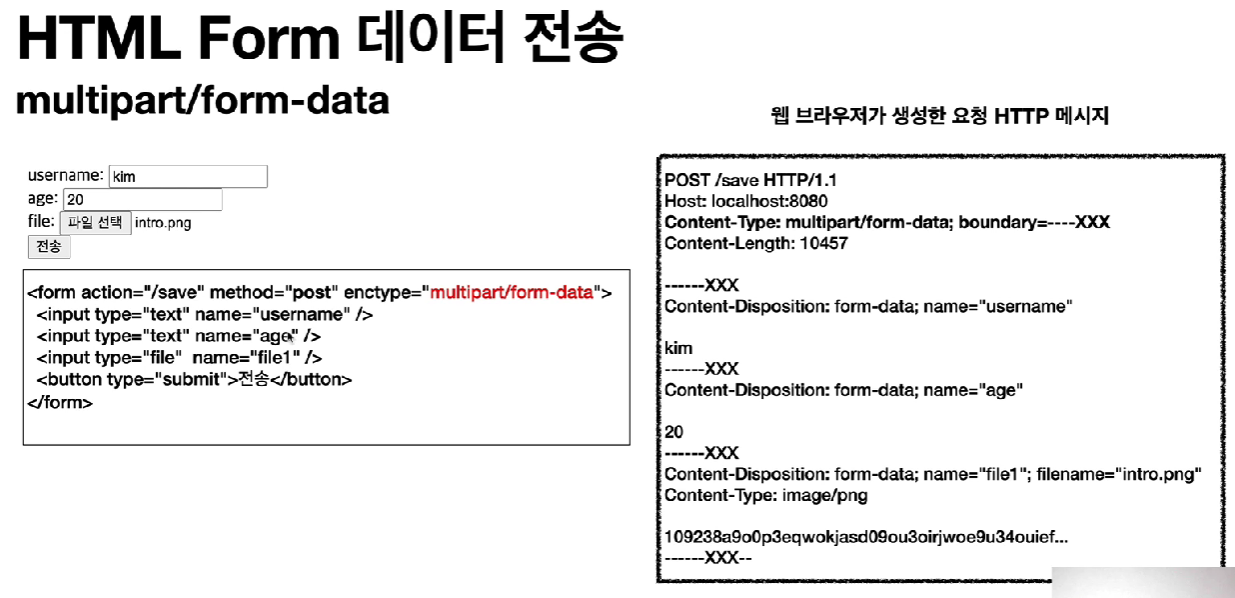 HTML Form 데이터 전송
multipart/form-data
username: kim
age: 20
file: 파일 선택 intro.png
전송
<form action="/save" method="post" enctype="multipart/form-data">
<input type="text" name="username" />
<input type="text" name="age" />
<input type="file" name="file1" />
<button type="submit">전송</button>
</form>
웹 브라우저가 생성한 요청 HTTP 메시지
POST /save HTTP/1.1
Host: localhost:8080
Content-Type: multipart/form-data; boundary=----XXX
Content-Length: 10457
------XXX
Content-Disposition: form-data; name="username"
kim
------XXX
Content-Disposition: form-data; name="age"
20
------XXX
Content-Disposition: form-data; name="file1"; filename="intro.png"
Content-Type: image/png
109238a9o0p3eqwokjasd09ou3oirjwoe9u34ouief...
------XXX--